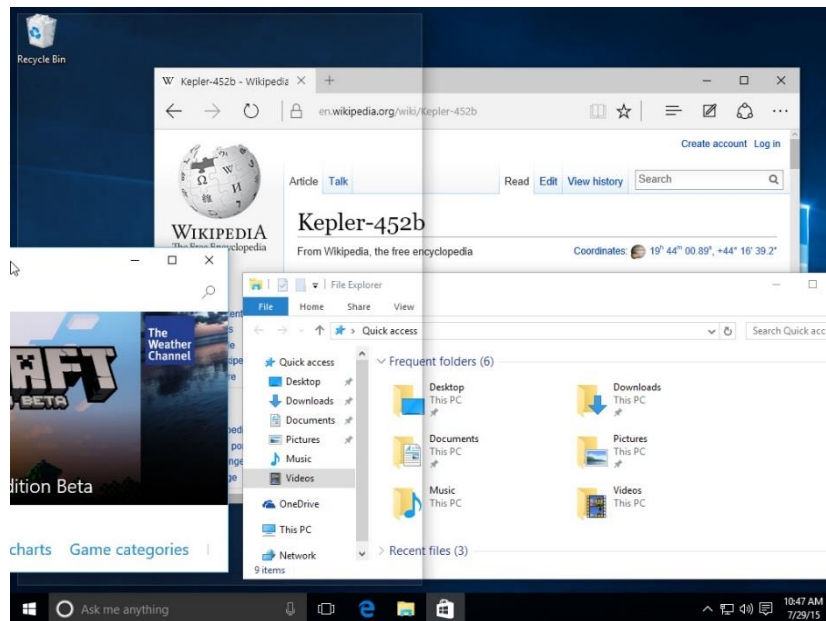 Recycle Bin
W Kepler-452b - Wikipedia
en.wikipedia.org/wiki/Kepler-452b
Create account Log in
Article Talk Read Edit View history Search
WIKIPEDIA
The Free Encyclopedia
Kepler-452b
From Wikipedia, the free encyclopedia
Coordinates: 19h 44m 00.89s, +44° 16′ 39.2″
The
Weather
Channel
dition Beta
charts Game categories
File Explorer
File Home Share View
Quick access
Search Quick acc
Quick access
Desktop
Downloads
Documents
Pictures
Music
Videos
OneDrive
This PC
Network
9 items
Frequent folders (6)
Desktop
This PC
Downloads
This PC
Documents
This PC
Pictures
This PC
Music
This PC
Videos
This PC
Recent files (3)
Ask me anything
10:47 AM
7/29/15